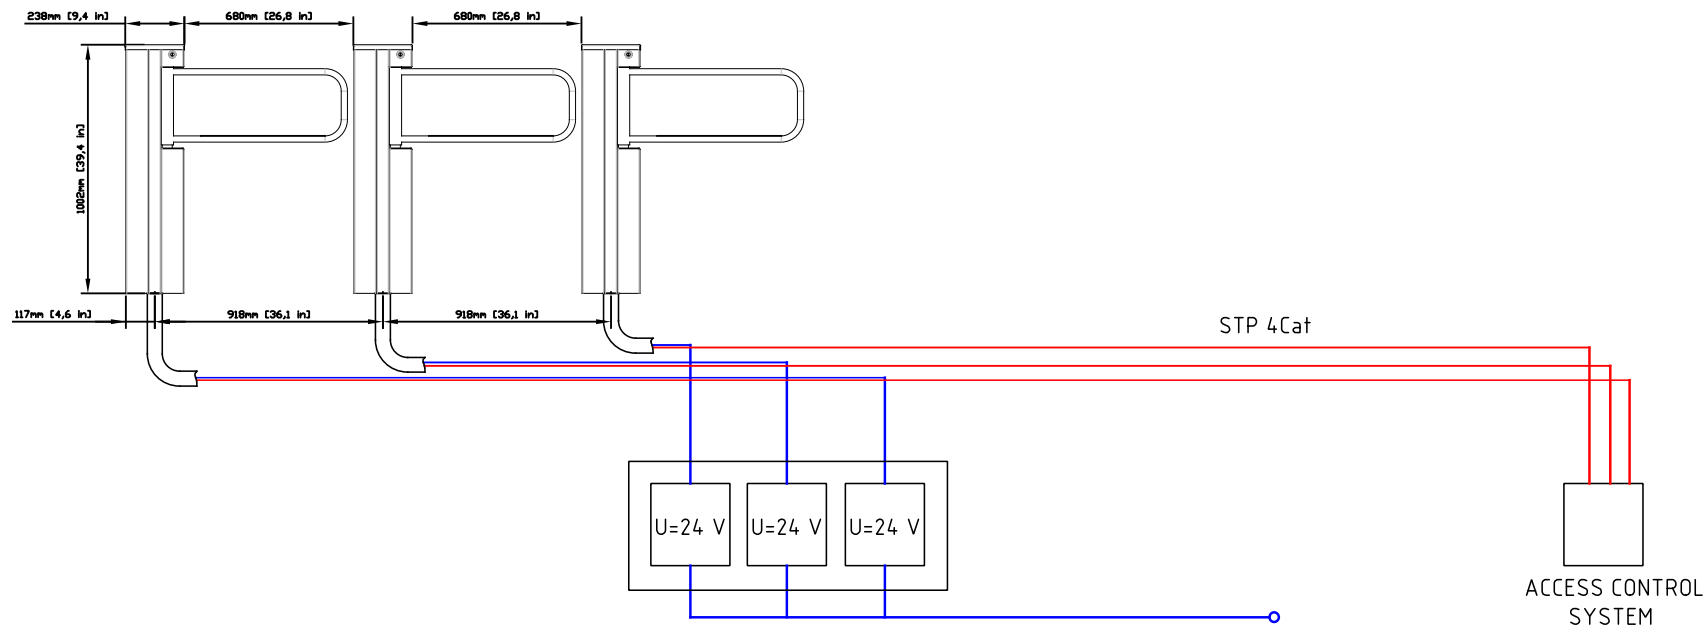 238mm [9,4 in]
680mm [26,8 in]
680mm [26,8 in]
1002mm [39,4 in]
117mm [4,6 in]
918mm [36,1 in]
918mm [36,1 in]
STP 4Cat
U=24 V
U=24 V
U=24 V
ACCESS CONTROL
SYSTEM